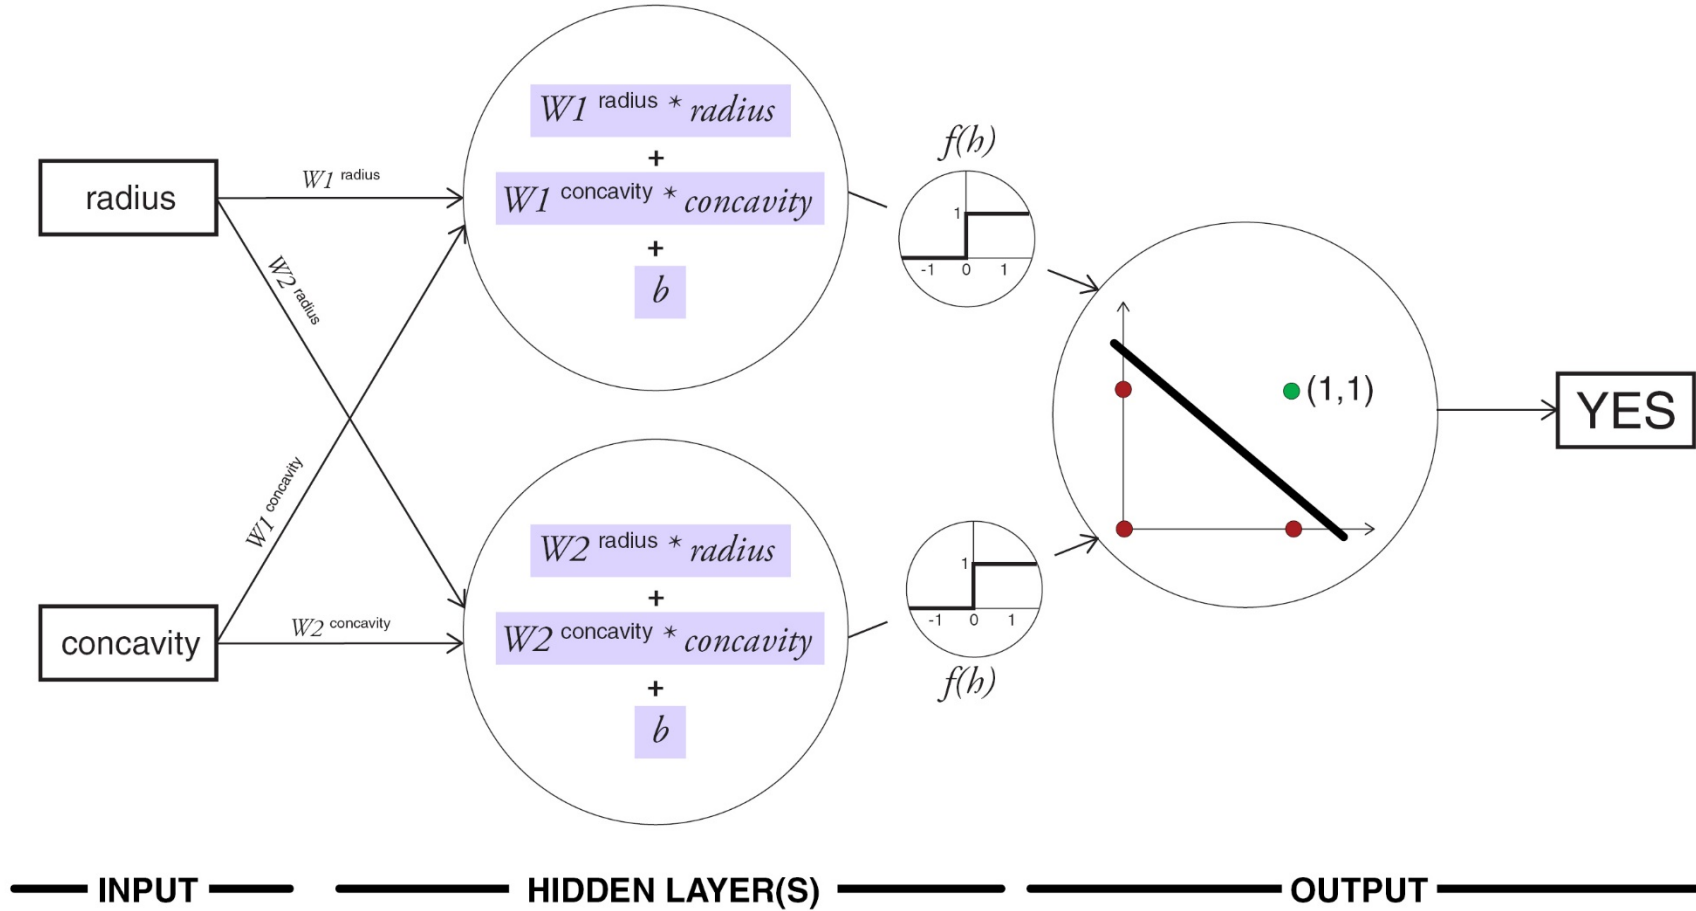 radius
concavity
W1 radius
W2 radius
W1 concavity
W2 concavity
W1 radius * radius
+
W1 concavity * concavity
+
b
W2 radius * radius
+
W2 concavity * concavity
+
b
f(h)
1
-1 0 1
1
-1 0 1
f(h)
(1,1)
YES
INPUT
HIDDEN LAYER(S)
OUTPUT